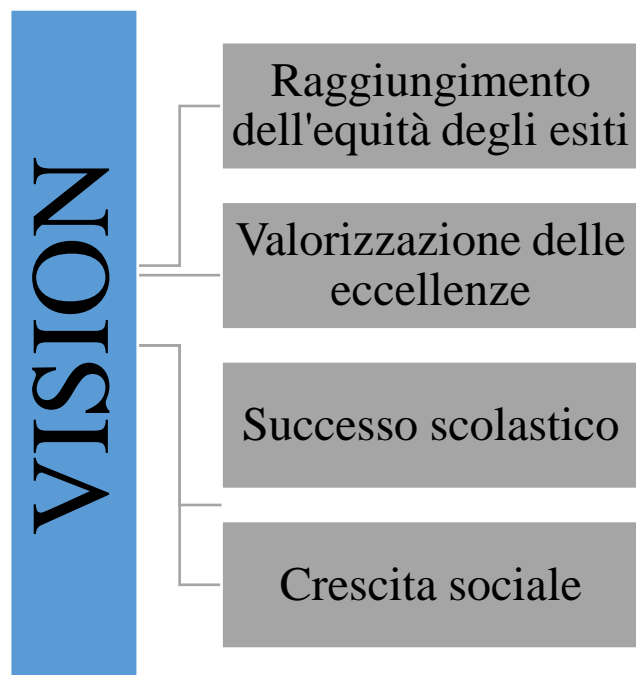 VISION
Raggiungimento
dell'equità degli esiti
Valorizzazione delle
eccellenze
Successo scolastico
Crescita sociale